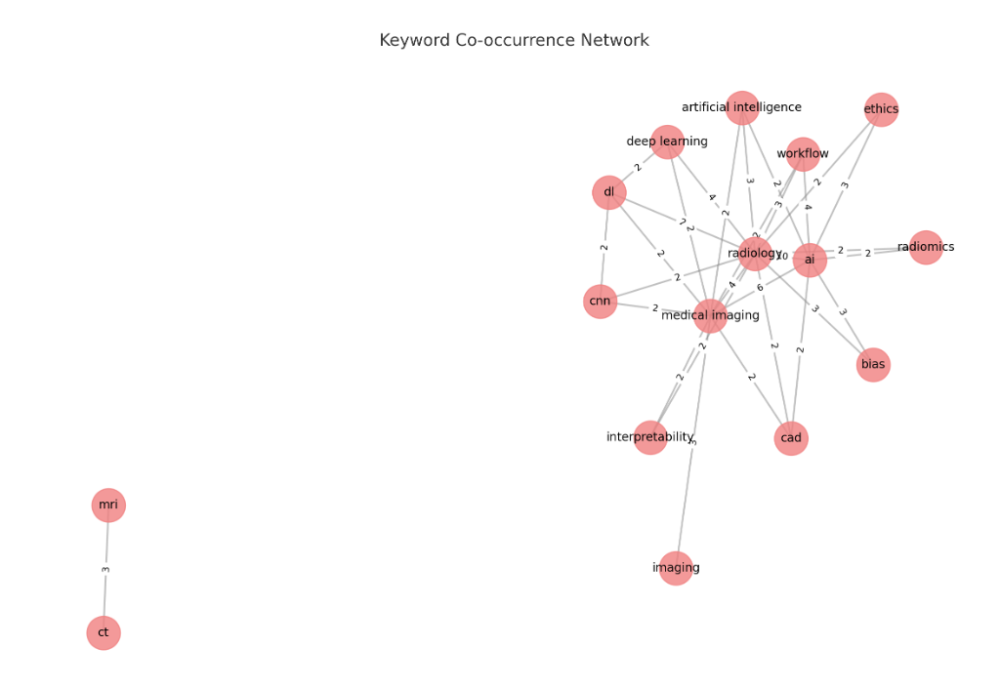 Keyword Co-occurrence Network
artificial intelligence
ethics
deep learning
workflow
2
3
2
2
3
dl
4
3
2
4
7
2
2
2
radiology
10
ai
2
2
radiomics
2
2
4
6
cnn
2
medical imaging
3
3
2
2
2
bias
2
2
interpretability
3
cad
mri
imaging
3
ct